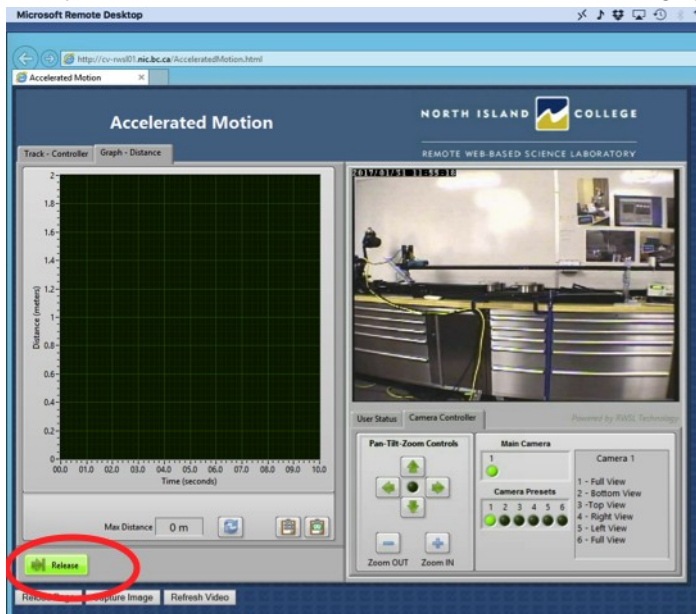 Microsoft Remote Desktop
http://cv-rwsl01.nic.bc.ca/AcceleratedMotion.html
Accelerated Motion
Accelerated Motion
NORTH ISLAND COLLEGE
REMOTE WEB-BASED SCIENCE LABORATORY
Track - Controller Graph - Distance
2
1.8
1.6
1.4
1.2
1
0.8
0.6
0.4
0.2
0
Distance (meters)
00.0 01.0 02.0 03.0 04.0 05.0 06.0 07.0 08.0 09.0 10.0
Time (seconds)
Max Distance 0 m
Release
Capture Image Refresh Video
User Status Camera Controller
Powered by RWSL Technology
Pan-Tilt-Zoom Controls
Zoom OUT Zoom IN
Main Camera
1
Camera Presets
1 2 3 4 5 6
Camera 1
1 - Full View
2 - Bottom View
3 -Top View
4 - Right View
5 - Left View
6 - Full View